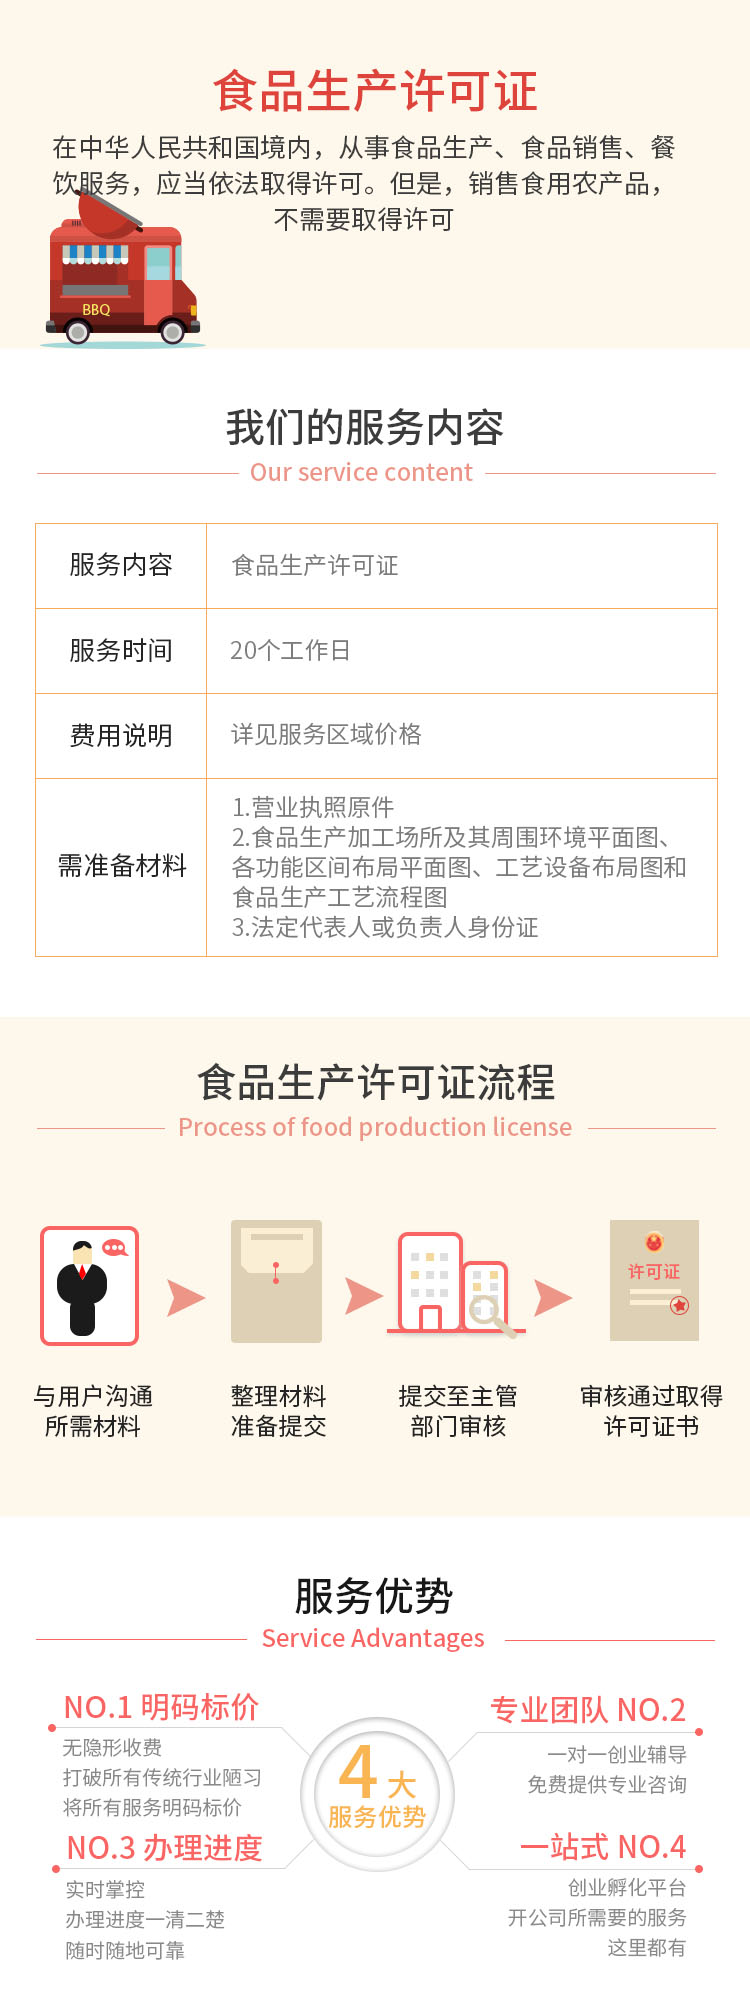 食品生产许可证
在中华人民共和国境内，从事食品生产、食品销售、餐
饮服务，应当依法取得许可。但是，销售食用农产品，
不需要取得许可
BBQ
我们的服务内容
Our service content
服务内容
食品生产许可证
服务时间
20个工作日
费用说明
详见服务区域价格
需准备材料
1.营业执照原件
2.食品生产加工场所及其周围环境平面图、
各功能区间布局平面图、工艺设备布局图和
食品生产工艺流程图
3.法定代表人或负责人身份证
食品生产许可证流程
Process of food production license
许可证
与用户沟通
所需材料
整理材料
准备提交
提交至主管
部门审核
审核通过取得
许可证书
服务优势
Service Advantages
NO.1 明码标价
无隐形收费
打破所有传统行业陋习
将所有服务明码标价
专业团队 NO.2
一对一创业辅导
免费提供专业咨询
4大
服务优势
NO.3 办理进度
实时掌控
办理进度一清二楚
随时随地可靠
一站式 NO.4
创业孵化平台
开公司所需要的服务
这里都有